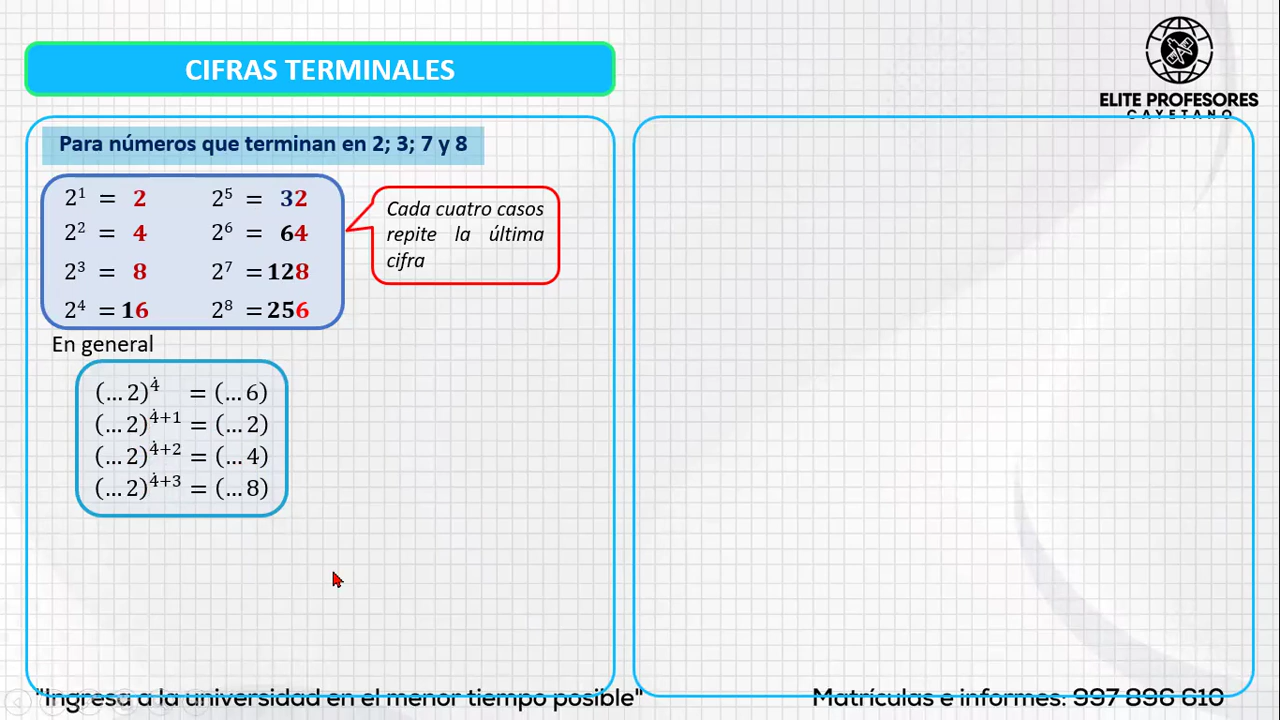 CIFRAS TERMINALES
ELITE PROFESORES
CAYETANO
Para números que terminan en 2; 3; 7 y 8
2¹ = 2 2⁵ = 32
2² = 4 2⁶ = 64
2³ = 8 2⁷ = 128
2⁴ = 16 2⁸ = 256
Cada cuatro casos
repite la última
cifra
En general
(… 2)^4̇ = (… 6)
(… 2)^4̇+1 = (… 2)
(… 2)^4̇+2 = (… 4)
(… 2)^4̇+3 = (… 8)
"Ingresa a la universidad en el menor tiempo posible"
Matrículas e informes: 997 896 610